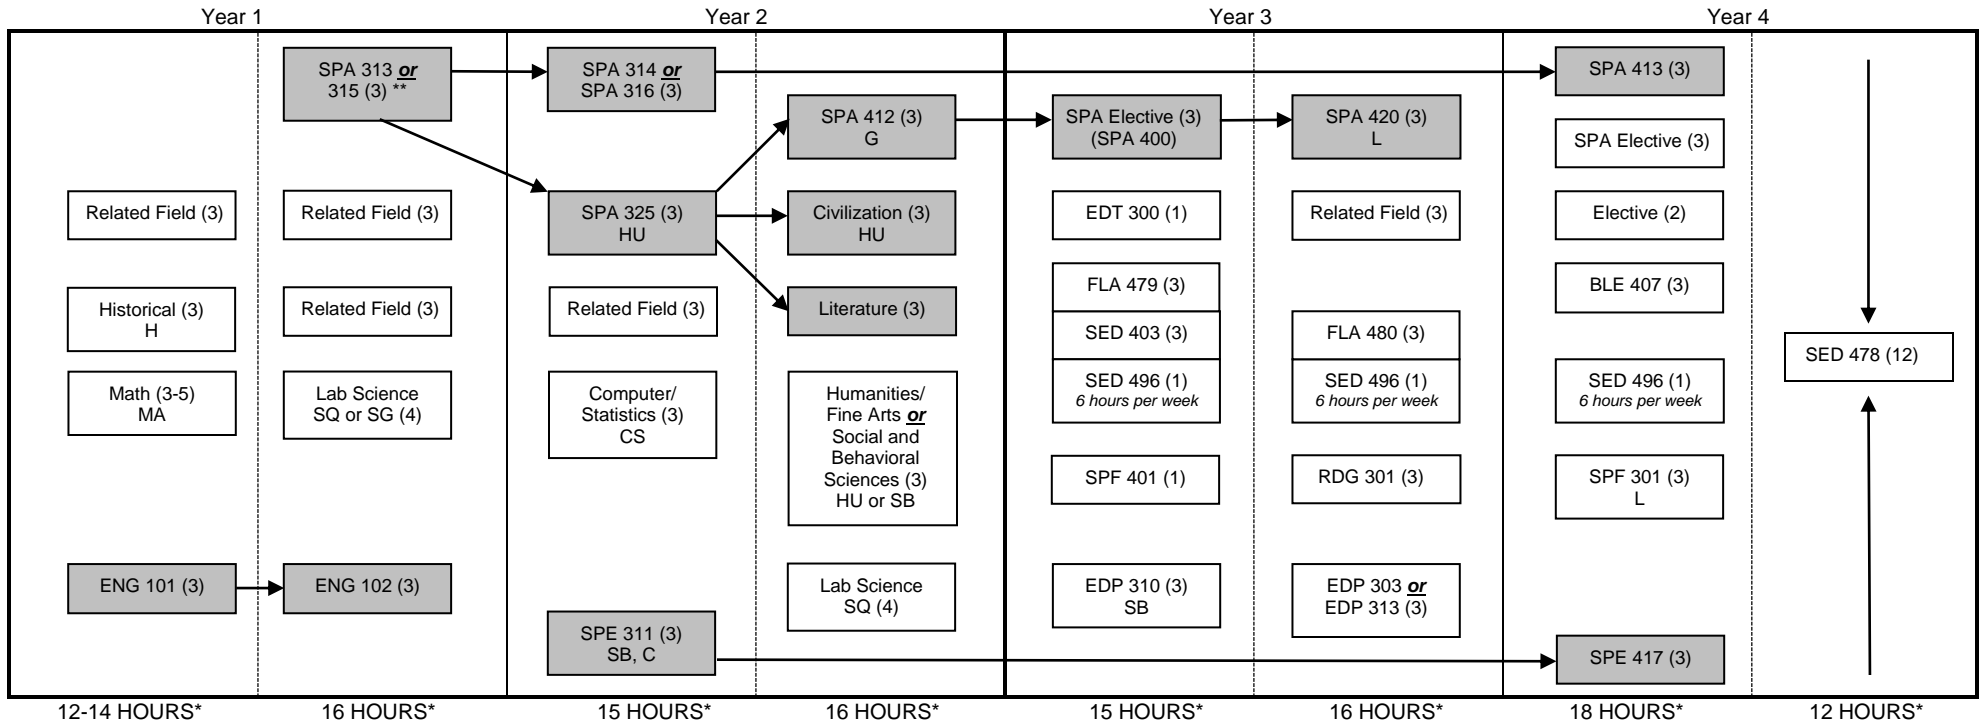 Year 1
Year 2
Year 3
Year 4
Related Field (3)
Historical (3)
H
Math (3-5)
MA
ENG 101 (3)
12-14 HOURS*
SPA 313 or
315 (3) **
Related Field (3)
Related Field (3)
Lab Science
SQ or SG (4)
ENG 102 (3)
16 HOURS*
SPA 314 or
SPA 316 (3)
SPA 325 (3)
HU
Related Field (3)
Computer/
Statistics (3)
CS
SPE 311 (3)
SB, C
15 HOURS*
SPA 412 (3)
G
Civilization (3)
HU
Literature (3)
Humanities/
Fine Arts or
Social and
Behavioral
Sciences (3)
HU or SB
Lab Science
SQ (4)
16 HOURS*
SPA Elective (3)
(SPA 400)
EDT 300 (1)
FLA 479 (3)
SED 403 (3)
SED 496 (1)
6 hours per week
SPF 401 (1)
EDP 310 (3)
SB
15 HOURS*
SPA 420 (3)
L
Related Field (3)
FLA 480 (3)
SED 496 (1)
6 hours per week
RDG 301 (3)
EDP 303 or
EDP 313 (3)
16 HOURS*
SPA 413 (3)
SPA Elective (3)
Elective (2)
BLE 407 (3)
SED 496 (1)
6 hours per week
SPF 301 (3)
L
SPE 417 (3)
18 HOURS*
SED 478 (12)
12 HOURS*